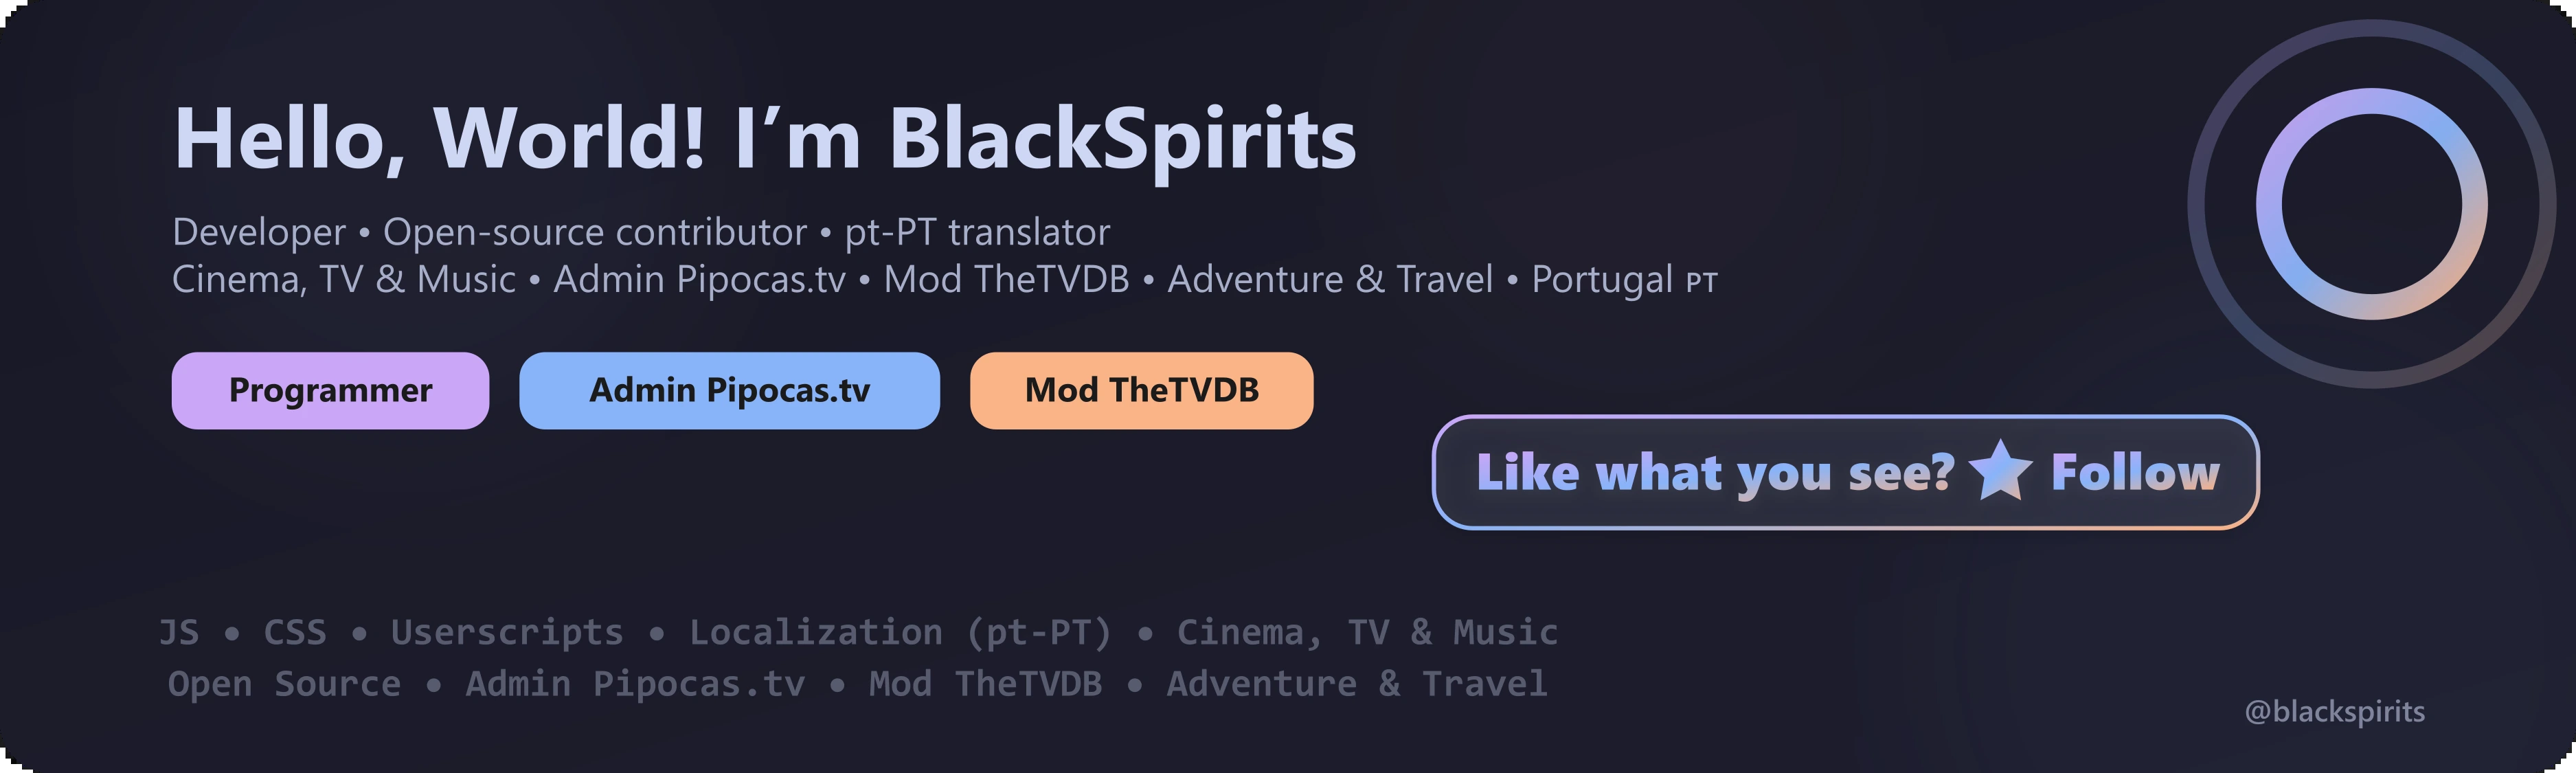 Hello, World! I’m BlackSpirits
Developer • Open-source contributor • pt-PT translator
Cinema, TV & Music • Admin Pipocas.tv • Mod TheTVDB • Adventure & Travel • Portugal PT
Programmer
Admin Pipocas.tv
Mod TheTVDB
Like what you see? ★ Follow
JS • CSS • Userscripts • Localization (pt-PT) • Cinema, TV & Music
Open Source • Admin Pipocas.tv • Mod TheTVDB • Adventure & Travel
@blackspirits